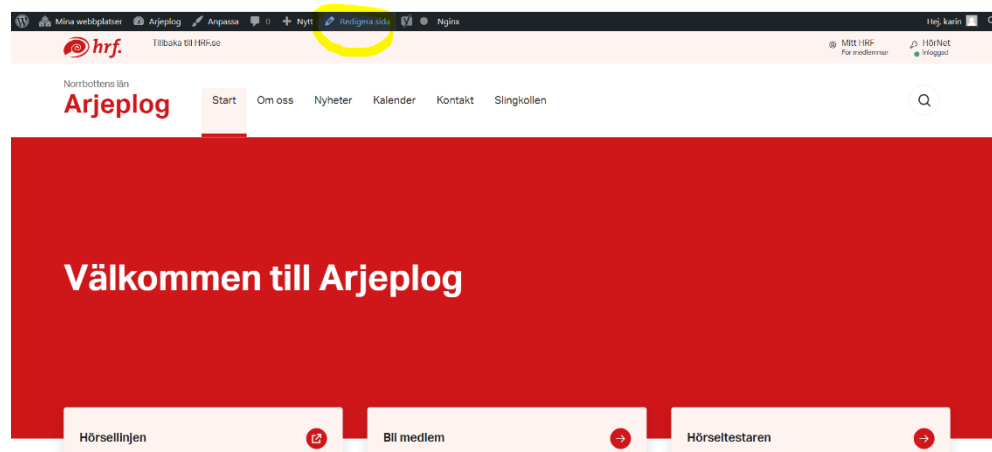 Mina webbplatser Arjeplog Anpassa 0 Nytt Redigera sida Nginx Hej, karin
hrf. Tillbaka till HRF.se Mitt HRF HörNet
För medlemmar Inloggad
Norrbottens län
Arjeplog Start Om oss Nyheter Kalender Kontakt Slingkollen
Välkommen till Arjeplog
Hörsellinjen Bli medlem Hörseltestaren